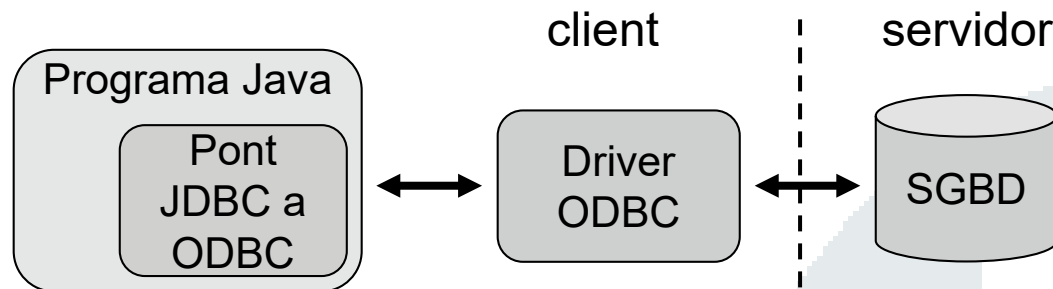 client
servidor
Programa Java
Pont
JDBC a
ODBC
Driver
ODBC
SGBD